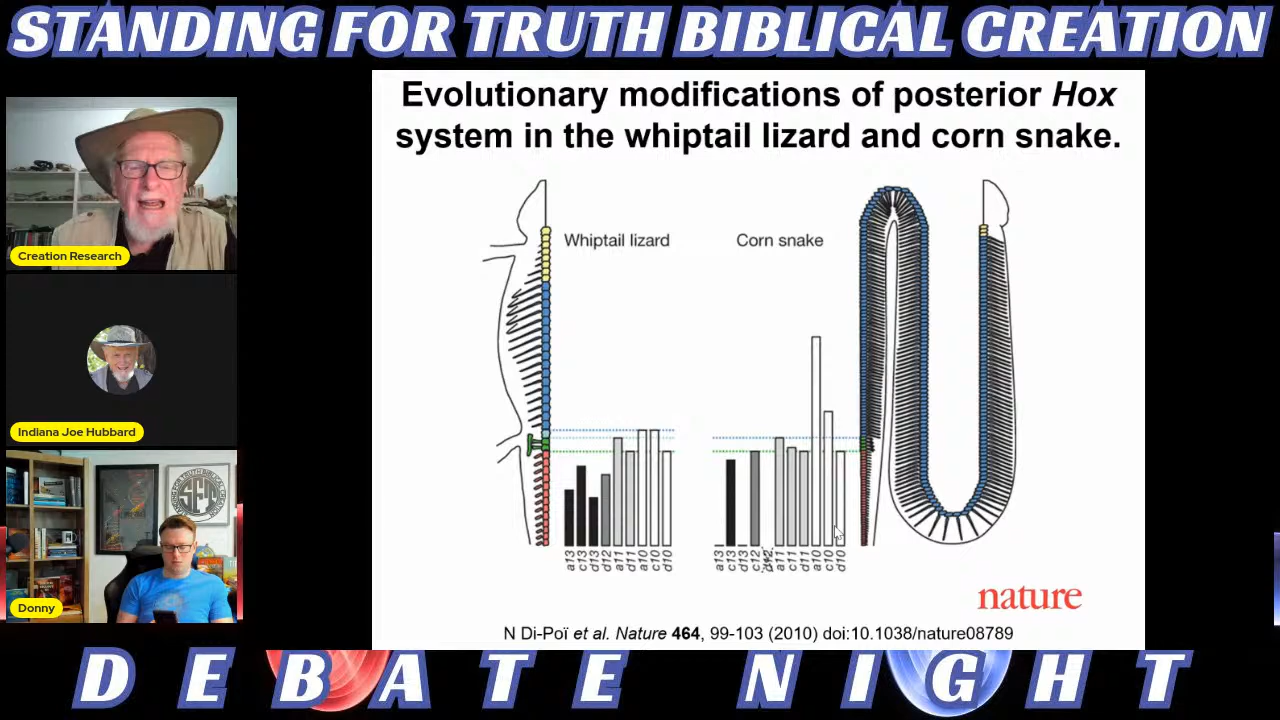 STANDING FOR TRUTH BIBLICAL CREATION
Evolutionary modifications of posterior Hox
system in the whiptail lizard and corn snake.
Whiptail lizard
Corn snake
a13
c13
d13
d12
a11
d11
a10
c10
d10
a13
c13
d13
c12
d12
a11
c11
d11
a10
c10
d10
nature
N Di-Poï et al. Nature 464, 99-103 (2010) doi:10.1038/nature08789
Creation Research
Indiana Joe Hubbard
SFT
Donny
DEBATE NIGHT